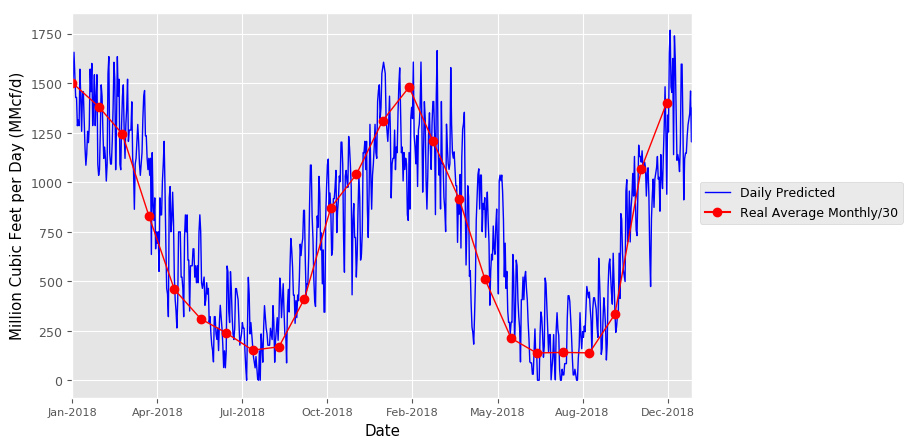 Million Cubic Feet per Day (MMcf/d)
1750
1500
1250
1000
750
500
250
0
Jan-2018 Apr-2018 Jul-2018 Oct-2018 Feb-2018 May-2018 Aug-2018 Dec-2018
Date
Daily Predicted
Real Average Monthly/30